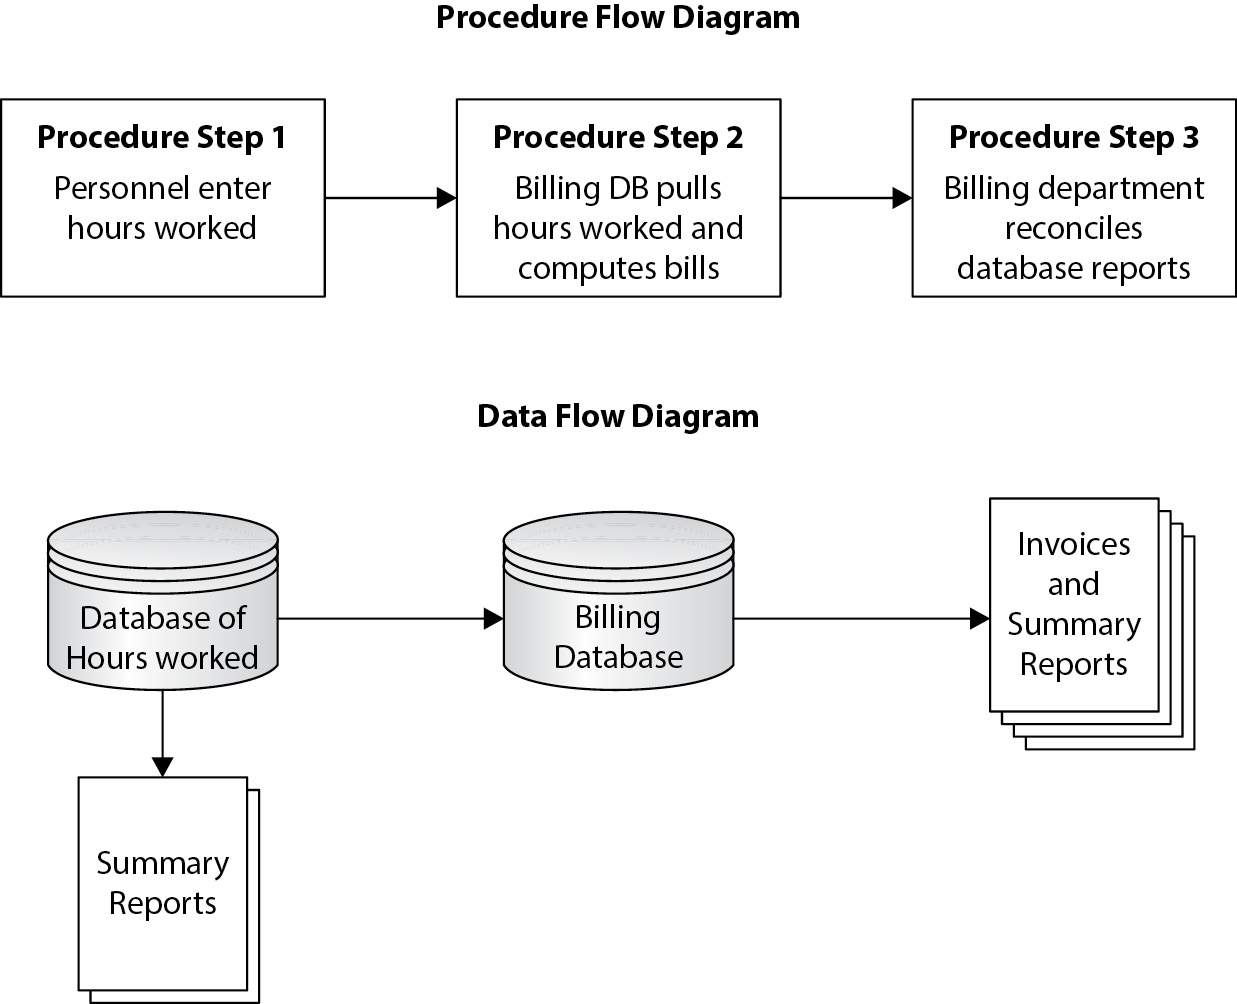 Procedure Flow Diagram
Procedure Step 1
Personnel enter
hours worked
Procedure Step 2
Billing DB pulls
hours worked and
computes bills
Procedure Step 3
Billing department
reconciles
database reports
Data Flow Diagram
Database of
Hours worked
Billing
Database
Invoices
and
Summary
Reports
Summary
Reports